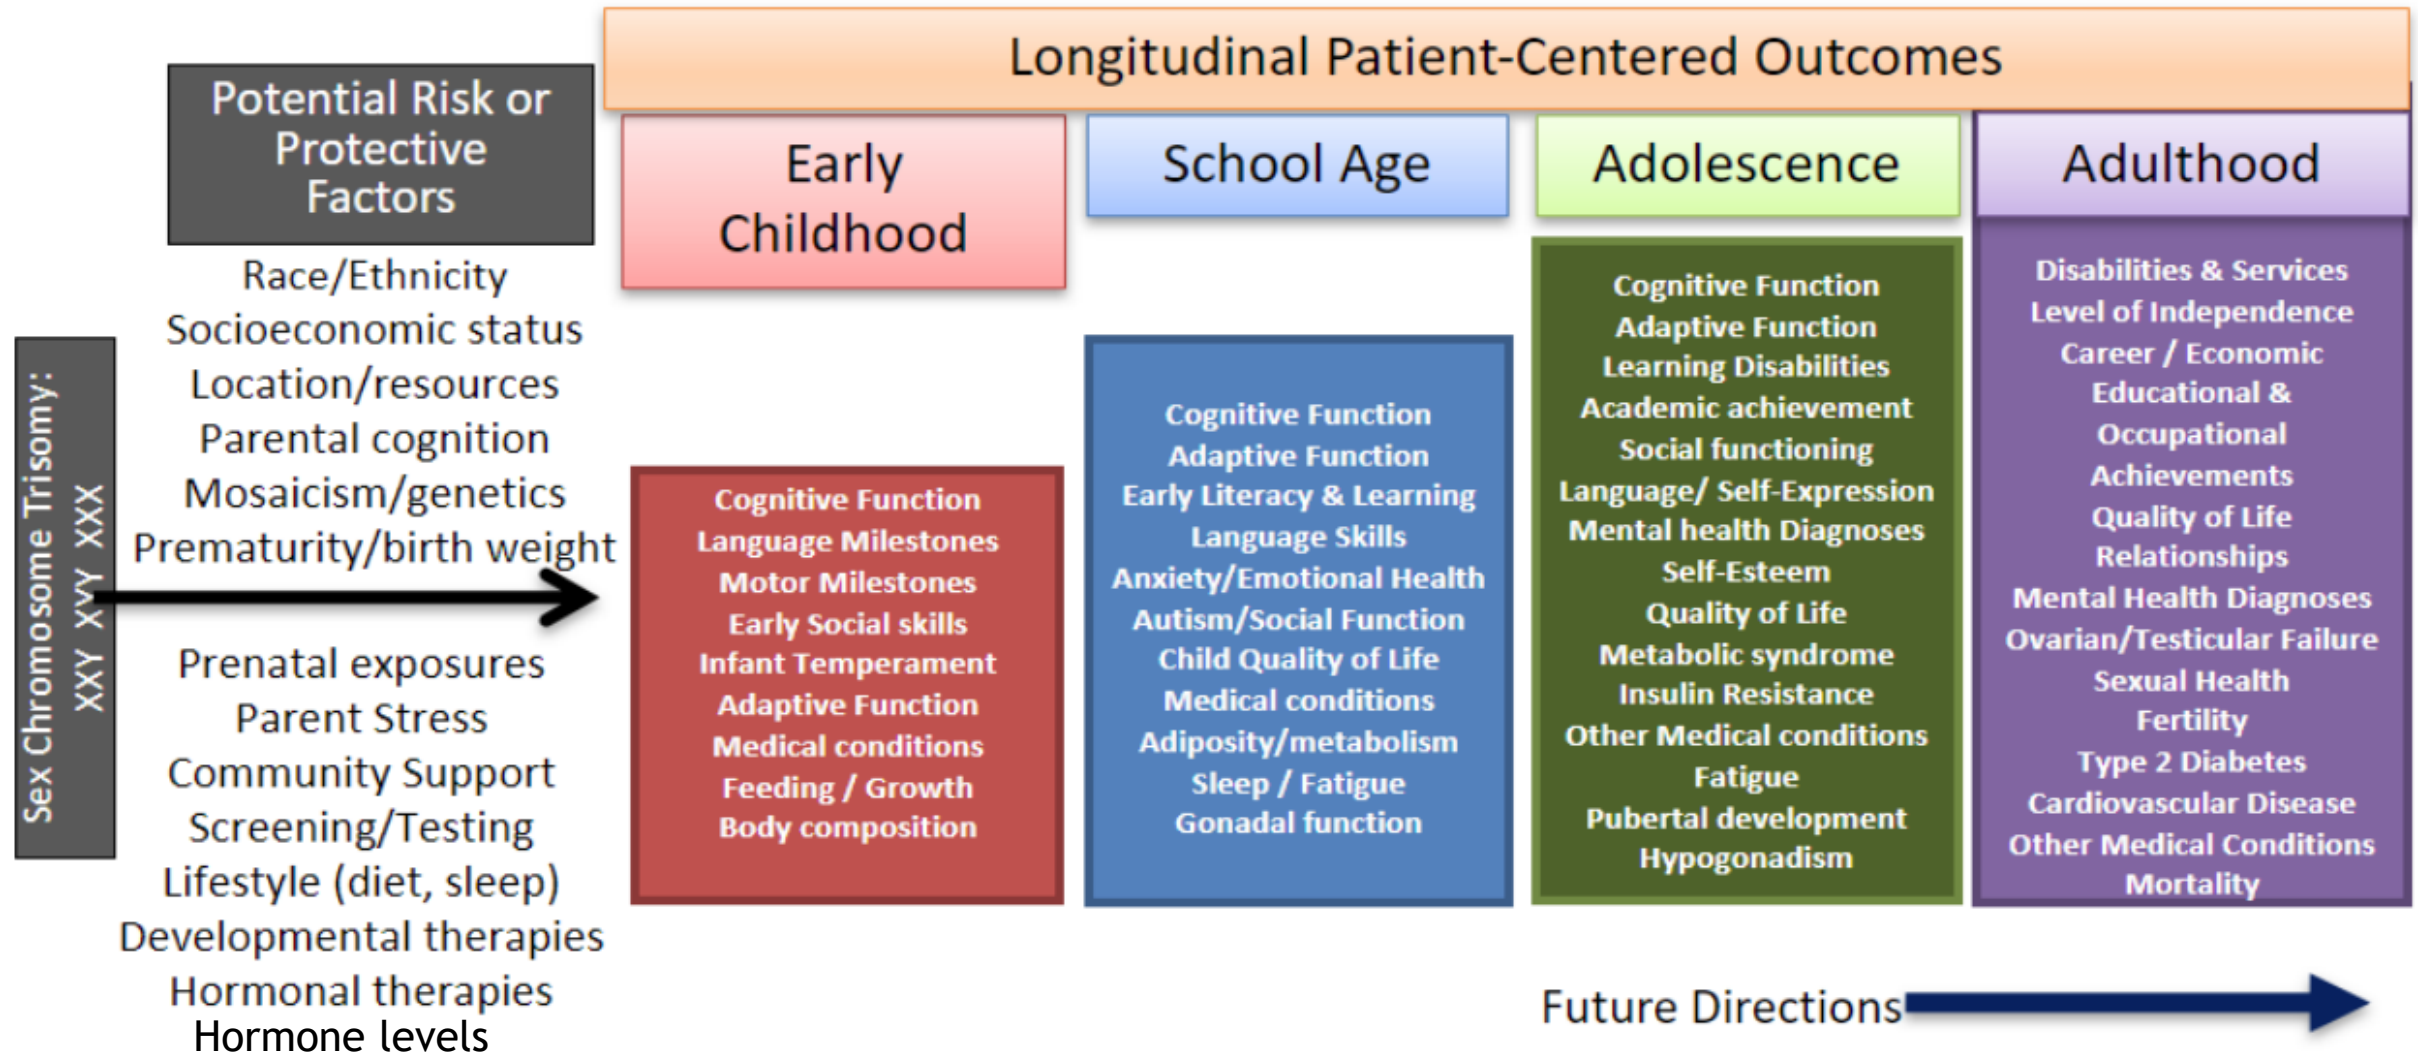 Longitudinal Patient-Centered Outcomes
Sex Chromosome Trisomy:
XXY XYY XXX
Potential Risk or
Protective
Factors
Race/Ethnicity
Socioeconomic status
Location/resources
Parental cognition
Mosaicism/genetics
Prematurity/birth weight
Prenatal exposures
Parent Stress
Community Support
Screening/Testing
Lifestyle (diet, sleep)
Developmental therapies
Hormonal therapies
Hormone levels
Early
Childhood
Cognitive Function
Language Milestones
Motor Milestones
Early Social skills
Infant Temperament
Adaptive Function
Medical conditions
Feeding / Growth
Body composition
School Age
Cognitive Function
Adaptive Function
Early Literacy & Learning
Language Skills
Anxiety/Emotional Health
Autism/Social Function
Child Quality of Life
Medical conditions
Adiposity/metabolism
Sleep / Fatigue
Gonadal function
Adolescence
Cognitive Function
Adaptive Function
Learning Disabilities
Academic achievement
Social functioning
Language/ Self-Expression
Mental health Diagnoses
Self-Esteem
Quality of Life
Metabolic syndrome
Insulin Resistance
Other Medical conditions
Fatigue
Pubertal development
Hypogonadism
Adulthood
Disabilities & Services
Level of Independence
Career / Economic
Educational &
Occupational
Achievements
Quality of Life
Relationships
Mental Health Diagnoses
Ovarian/Testicular Failure
Sexual Health
Fertility
Type 2 Diabetes
Cardiovascular Disease
Other Medical Conditions
Mortality
Future Directions